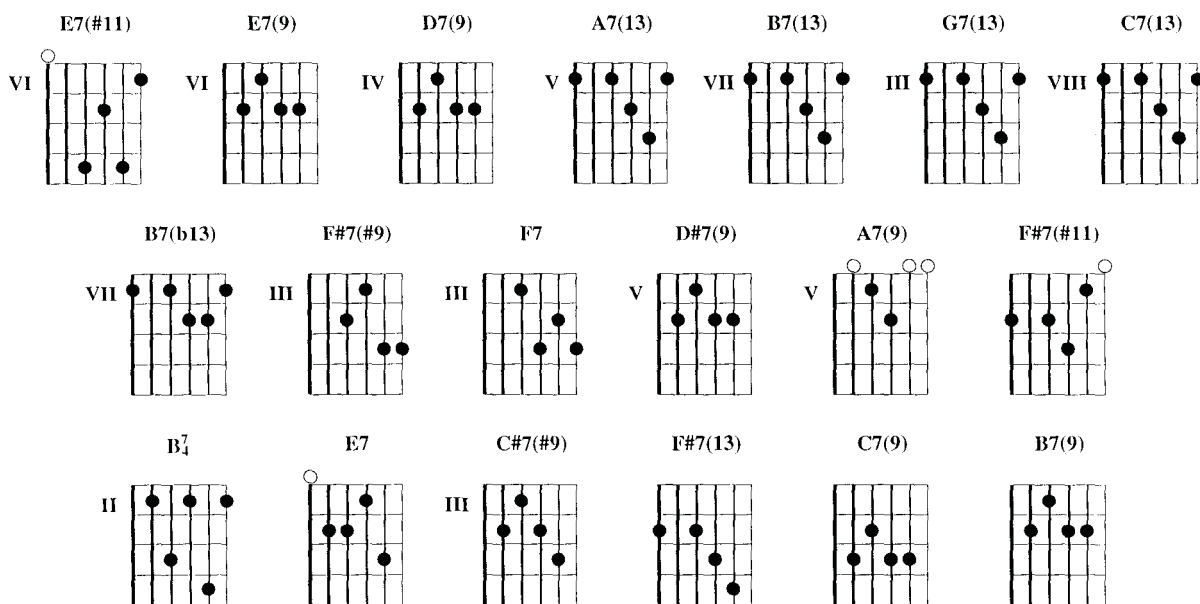 E7(#11) E7(9) D7(9) A7(13) B7(13) G7(13) C7(13)
VI VI IV V VII III VIII
B7(b13) F#7(#9) F7 D#7(9) A7(9) F#7(#11)
VII III III V V
B7/4 E7 C#7(#9) F#7(13) C7(9) B7(9)
II III